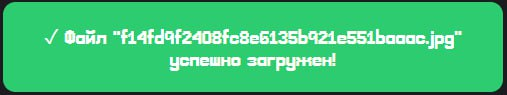 ✓ Файл "f14fd9f2408fc8e6135b921e551baaac.jpg"
успешно загружен!